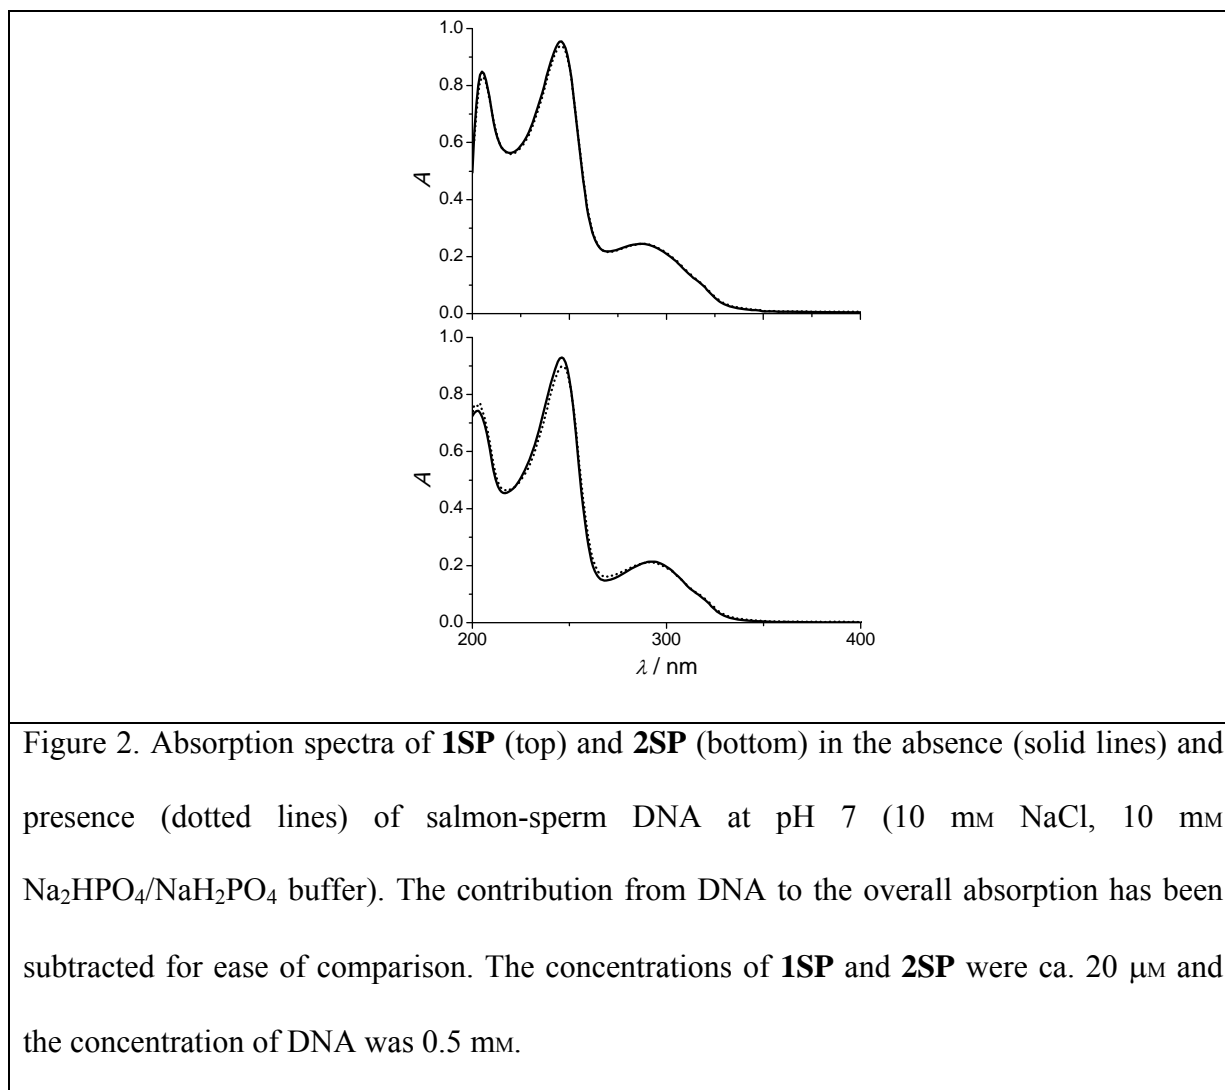 1.0
0.8
0.6
A
0.4
0.2
0.0
1.0
0.8
0.6
A
0.4
0.2
0.0
200 300 400
λ / nm
Figure 2. Absorption spectra of 1SP (top) and 2SP (bottom) in the absence (solid lines) and
presence (dotted lines) of salmon-sperm DNA at pH 7 (10 mM NaCl, 10 mM
Na₂HPO₄/NaH₂PO₄ buffer). The contribution from DNA to the overall absorption has been
subtracted for ease of comparison. The concentrations of 1SP and 2SP were ca. 20 μM and
the concentration of DNA was 0.5 mM.